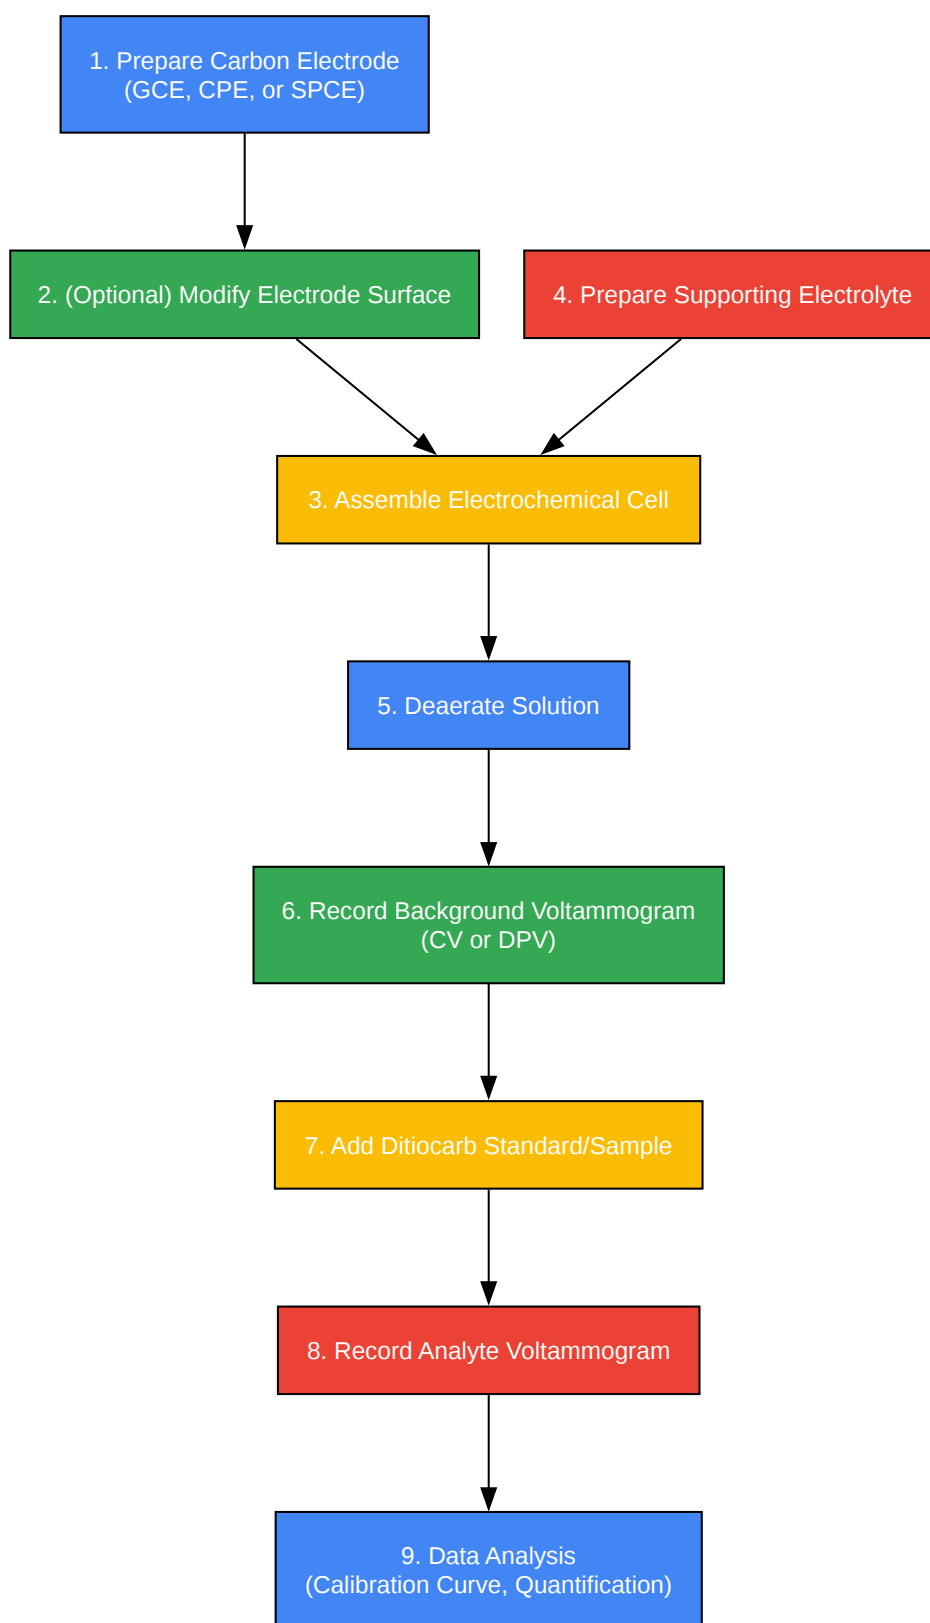 1. Prepare Carbon Electrode
(GCE, CPE, or SPCE)
2. (Optional) Modify Electrode Surface
4. Prepare Supporting Electrolyte
3. Assemble Electrochemical Cell
5. Deaerate Solution
6. Record Background Voltammogram
(CV or DPV)
7. Add Ditiocarb Standard/Sample
8. Record Analyte Voltammogram
9. Data Analysis
(Calibration Curve, Quantification)